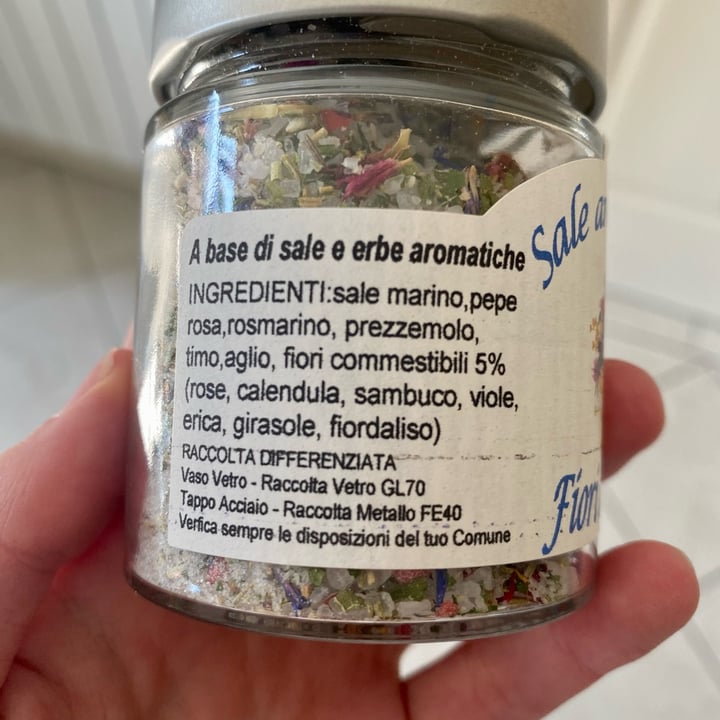 Sale
A base di sale e erbe aromatiche
INGREDIENTI:sale marino,pepe
rosa,rosmarino, prezzemolo,
timo,aglio, fiori commestibili 5%
(rose, calendula, sambuco, viole,
erica, girasole, fiordaliso)
RACCOLTA DIFFERENZIATA
Vaso Vetro - Raccolta Vetro GL70
Tappo Acciaio - Raccolta Metallo FE40
Verfica sempre le disposizioni del tuo Comune